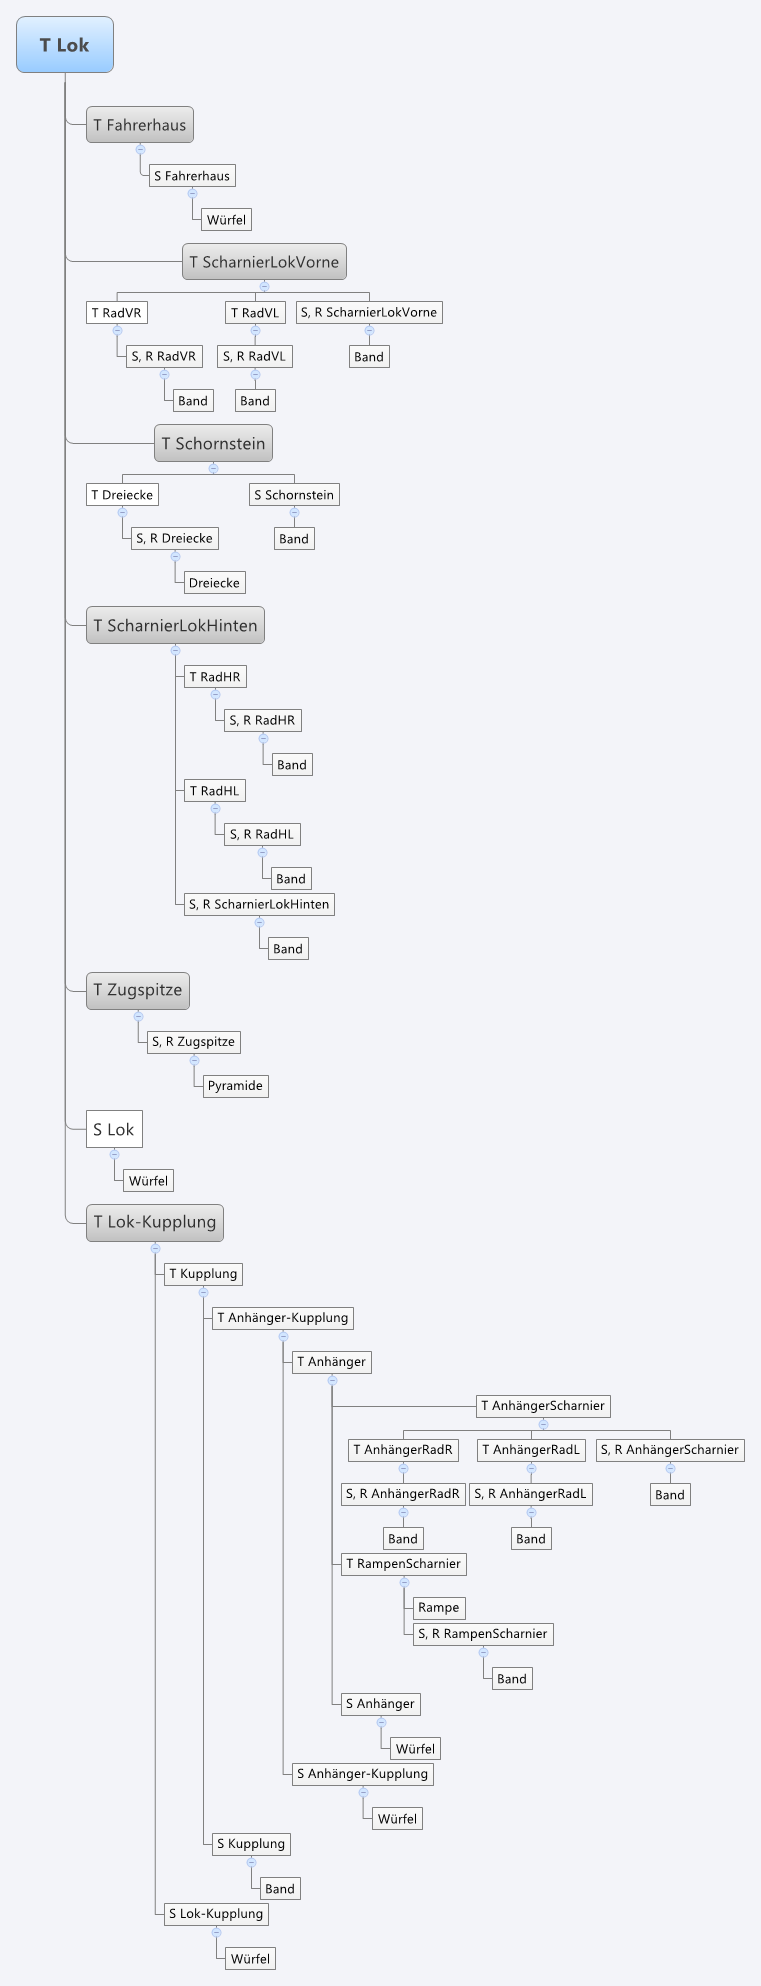 T Lok
T Fahrerhaus
S Fahrerhaus
Würfel
T ScharnierLokVorne
T RadVR
T RadVL
S, R ScharnierLokVorne
S, R RadVR
S, R RadVL
Band
Band
Band
T Schornstein
T Dreiecke
S Schornstein
S, R Dreiecke
Band
Dreiecke
T ScharnierLokHinten
T RadHR
S, R RadHR
Band
T RadHL
S, R RadHL
Band
S, R ScharnierLokHinten
Band
T Zugspitze
S, R Zugspitze
Pyramide
S Lok
Würfel
T Lok-Kupplung
T Kupplung
T Anhänger-Kupplung
T Anhänger
T AnhängerScharnier
T AnhängerRadR
T AnhängerRadL
S, R AnhängerScharnier
S, R AnhängerRadR
S, R AnhängerRadL
Band
Band
Band
T RampenScharnier
Rampe
S, R RampenScharnier
Band
S Anhänger
Würfel
S Anhänger-Kupplung
Würfel
S Kupplung
Band
S Lok-Kupplung
Würfel